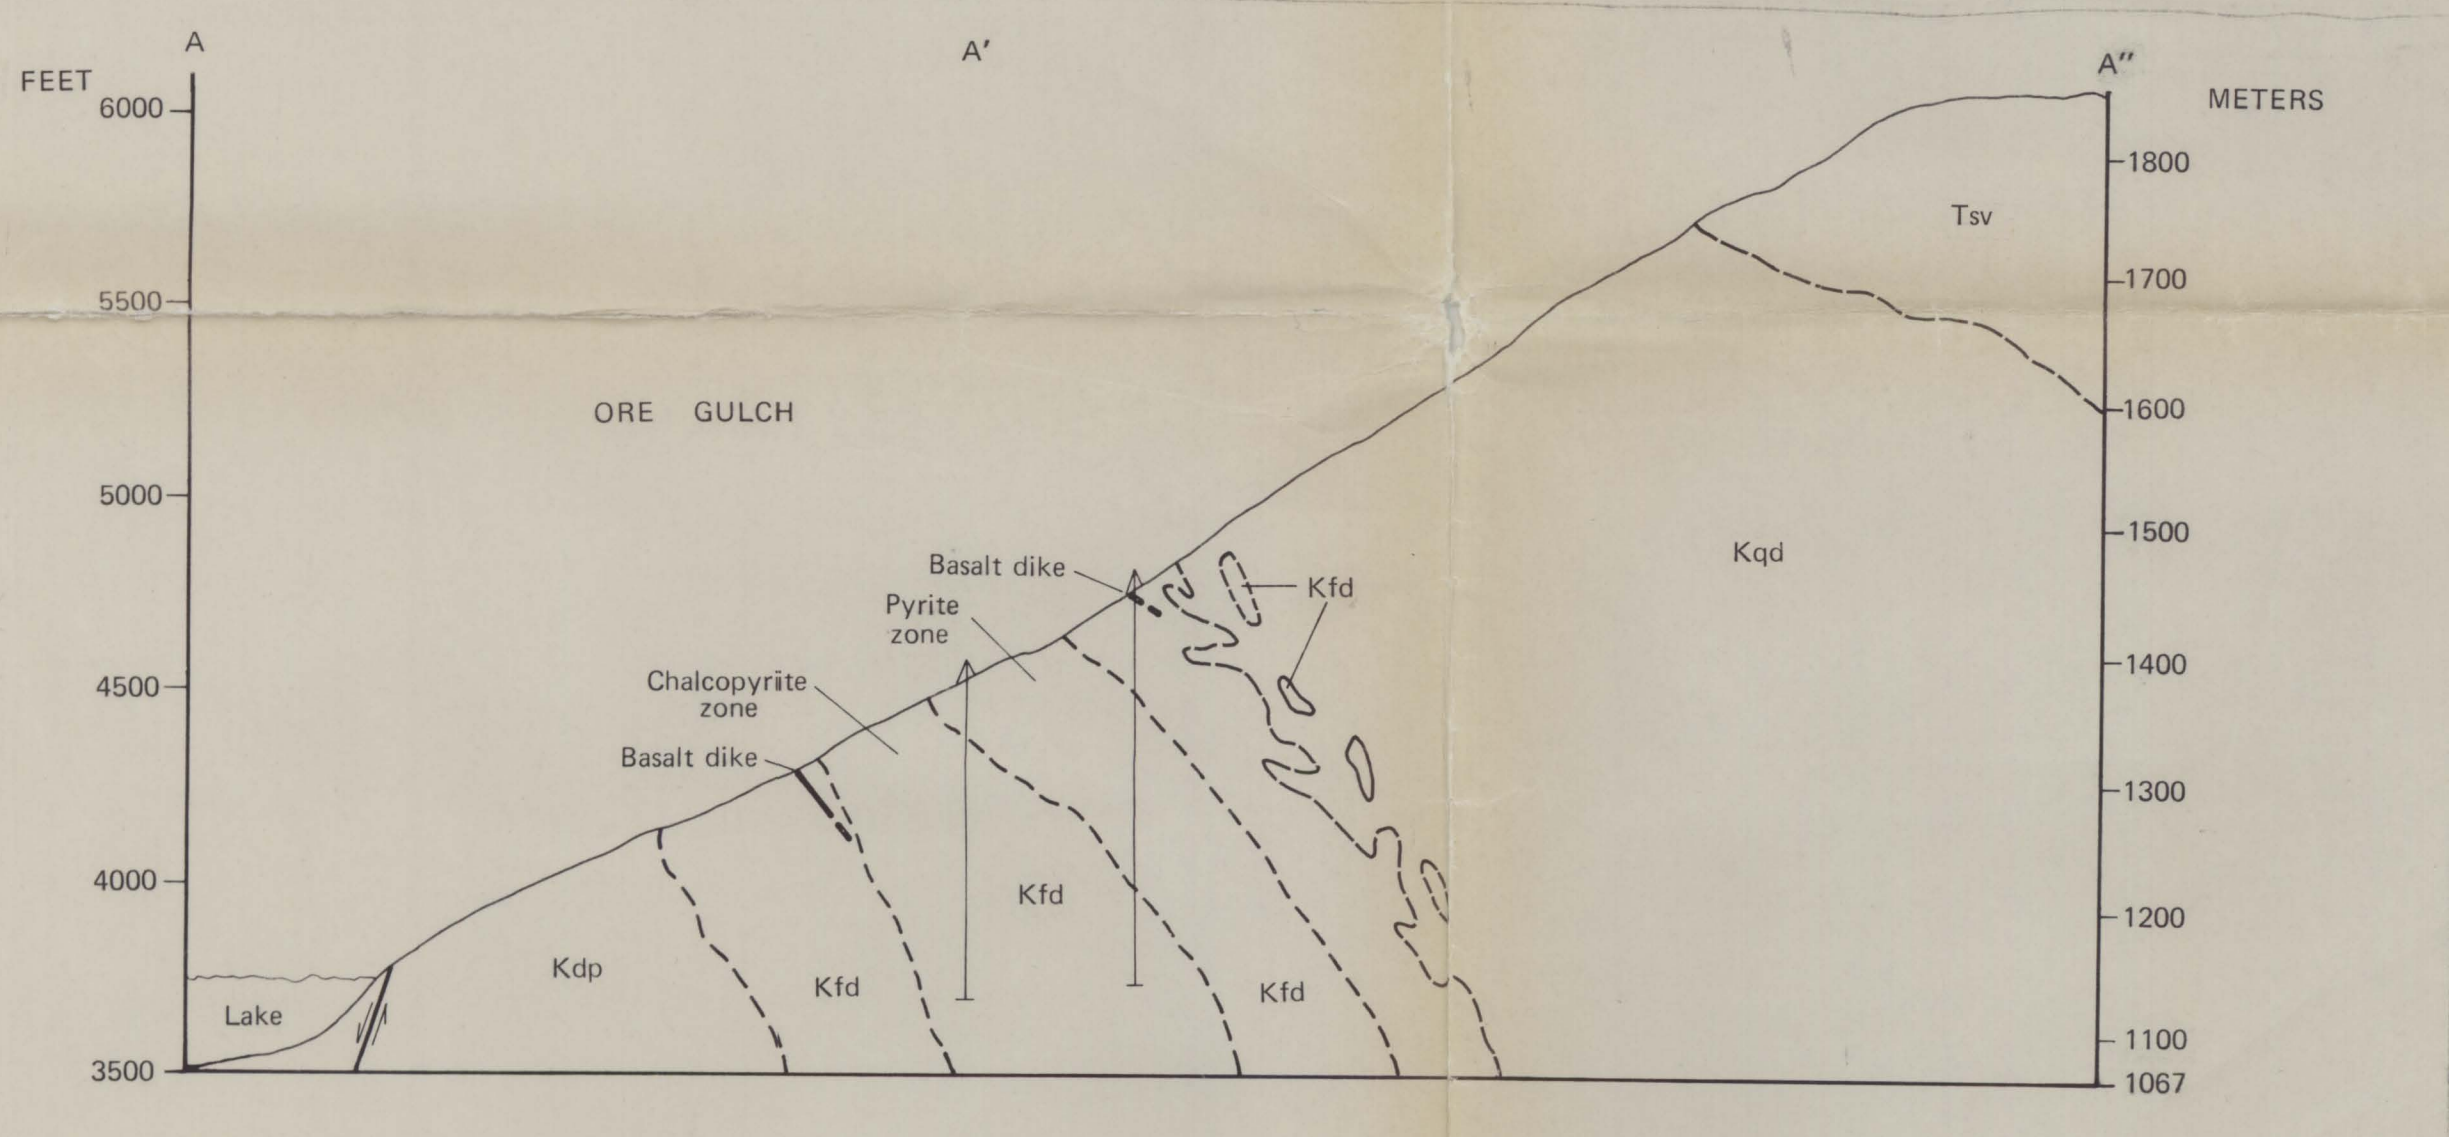 A
A′
A″
FEET
METERS
6000
1800
Tsv
1700
5500
ORE GULCH
1600
5000
1500
Kqd
Basalt dike
Kfd
Pyrite
zone
1400
Chalcopyriite
zone
4500
Basalt dike
1300
4000
Kfd
1200
Kdp
Kfd
Kfd
Lake
1100
3500
1067